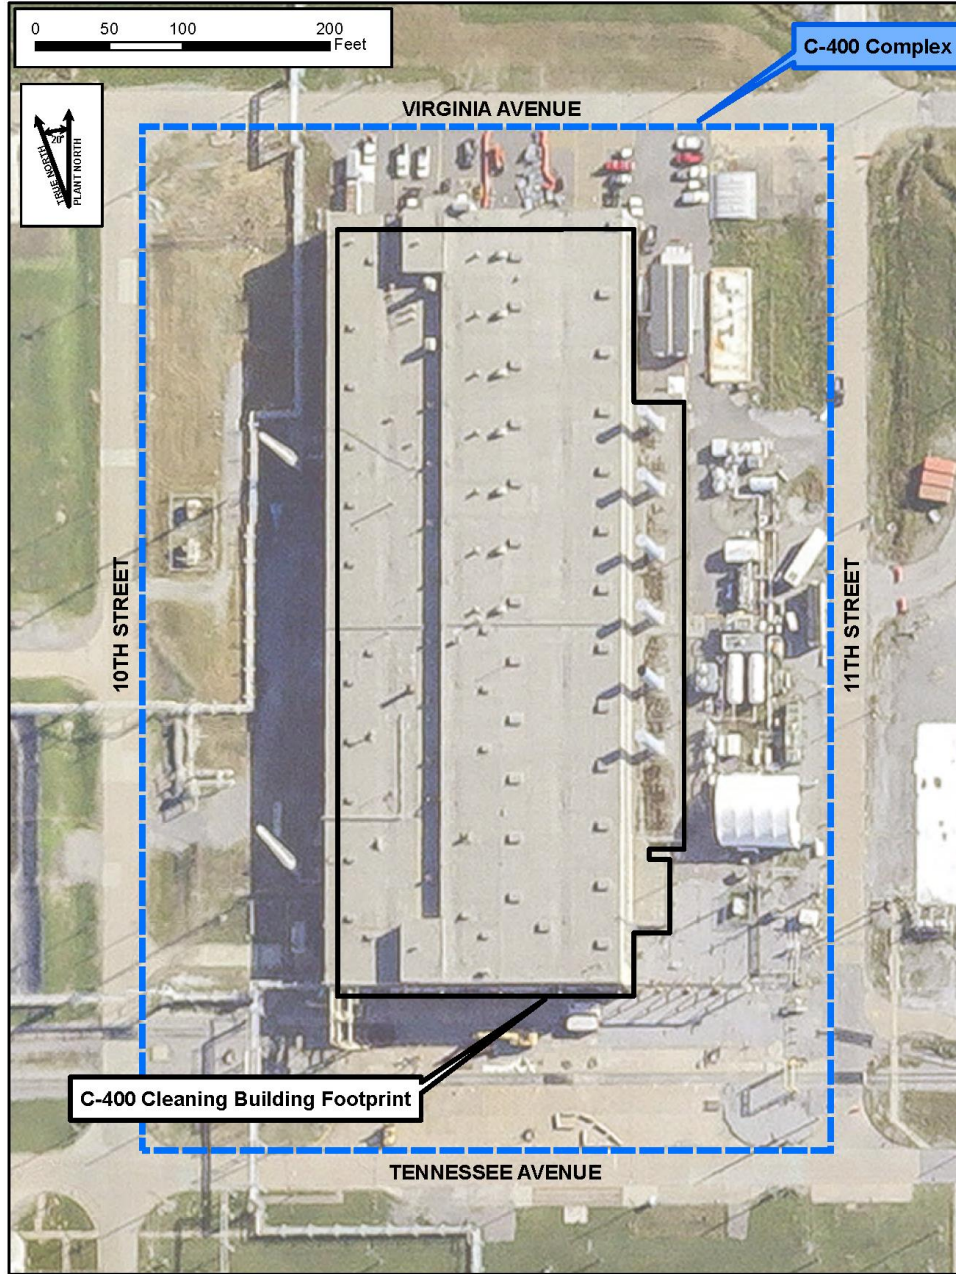 0 50 100 200
Feet
C-400 Complex
VIRGINIA AVENUE
20°
TRUE NORTH
PLANT NORTH
10TH STREET
11TH STREET
C-400 Cleaning Building Footprint
TENNESSEE AVENUE